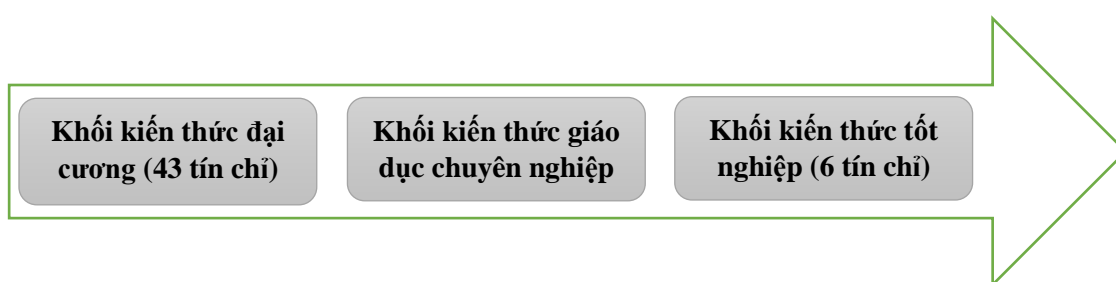 Khối kiến thức đại
cương (43 tín chỉ)
Khối kiến thức giáo
dục chuyên nghiệp
Khối kiến thức tốt
nghiệp (6 tín chỉ)